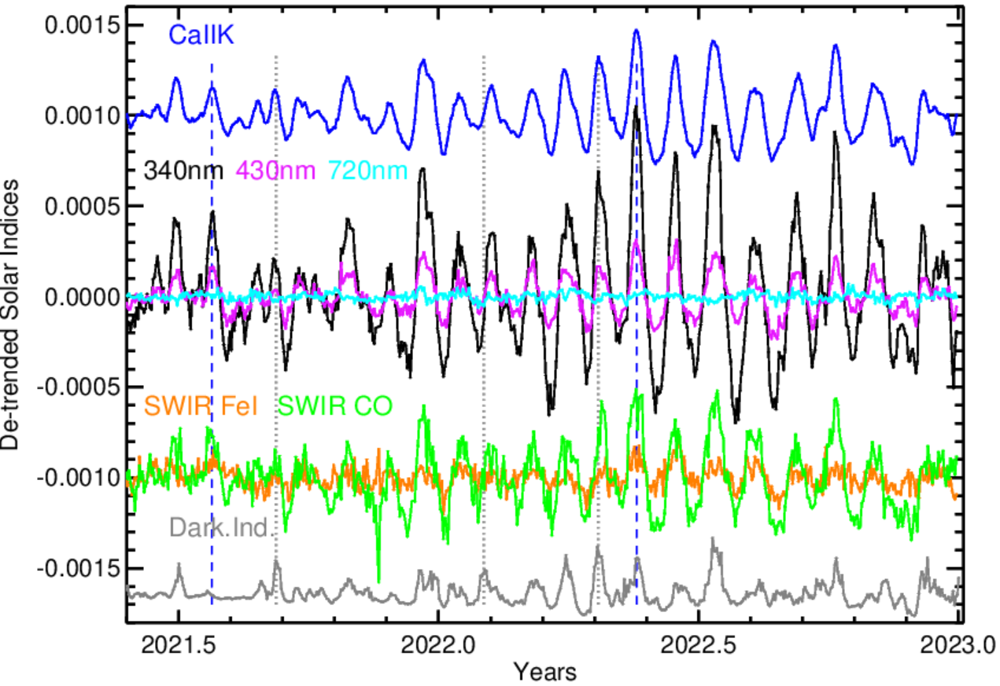 0.0015
CaIIK
0.0010
340nm 430nm 720nm
0.0005
0.0000
-0.0005
SWIR FeI SWIR CO
-0.0010
Dark.Ind.
-0.0015
De-trended Solar Indices
2021.5 2022.0 2022.5 2023.0
Years